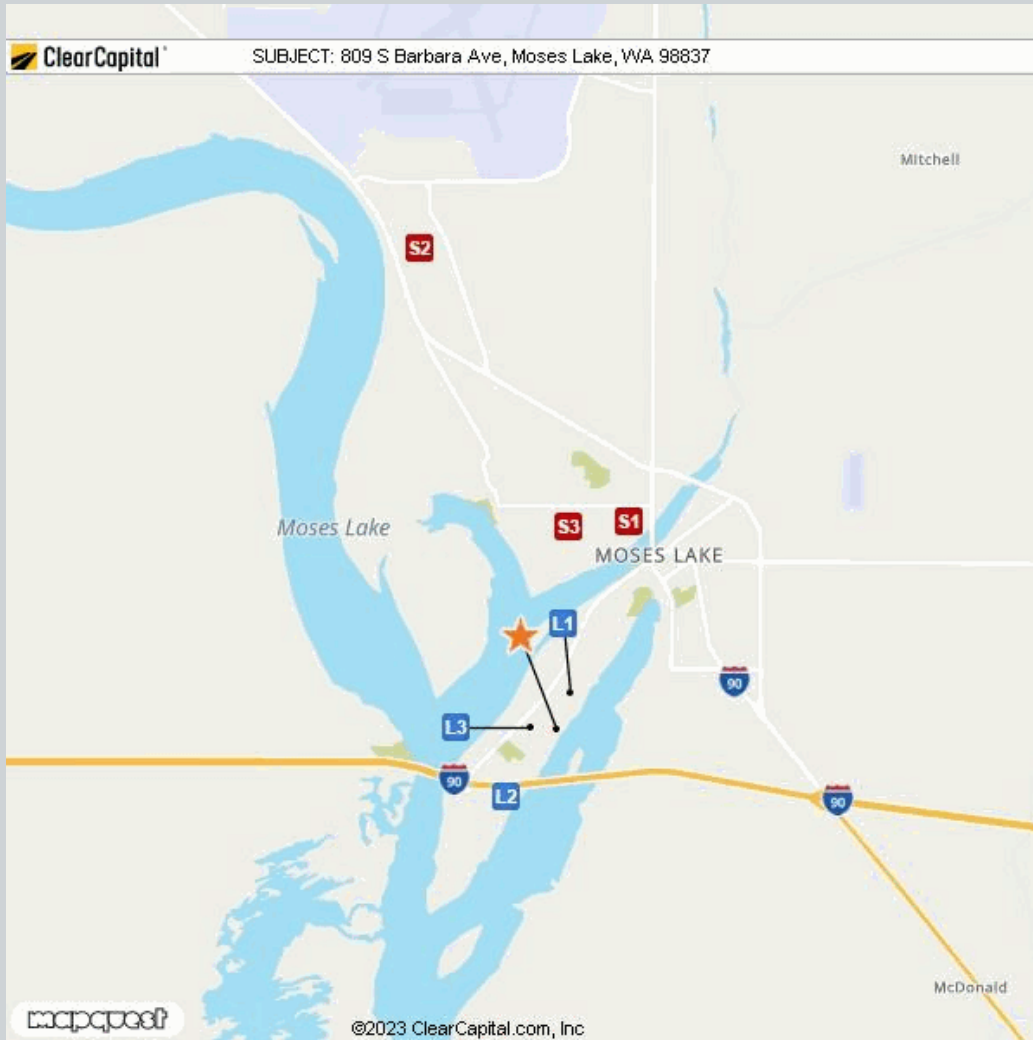 ClearCapital
SUBJECT: 809 S Barbara Ave, Moses Lake, WA 98837
Mitchell
S2
Moses Lake
S3
S1
MOSES LAKE
L1
90
L3
90
L2
90
McDonald
mapquest
©2023 ClearCapital.com, Inc